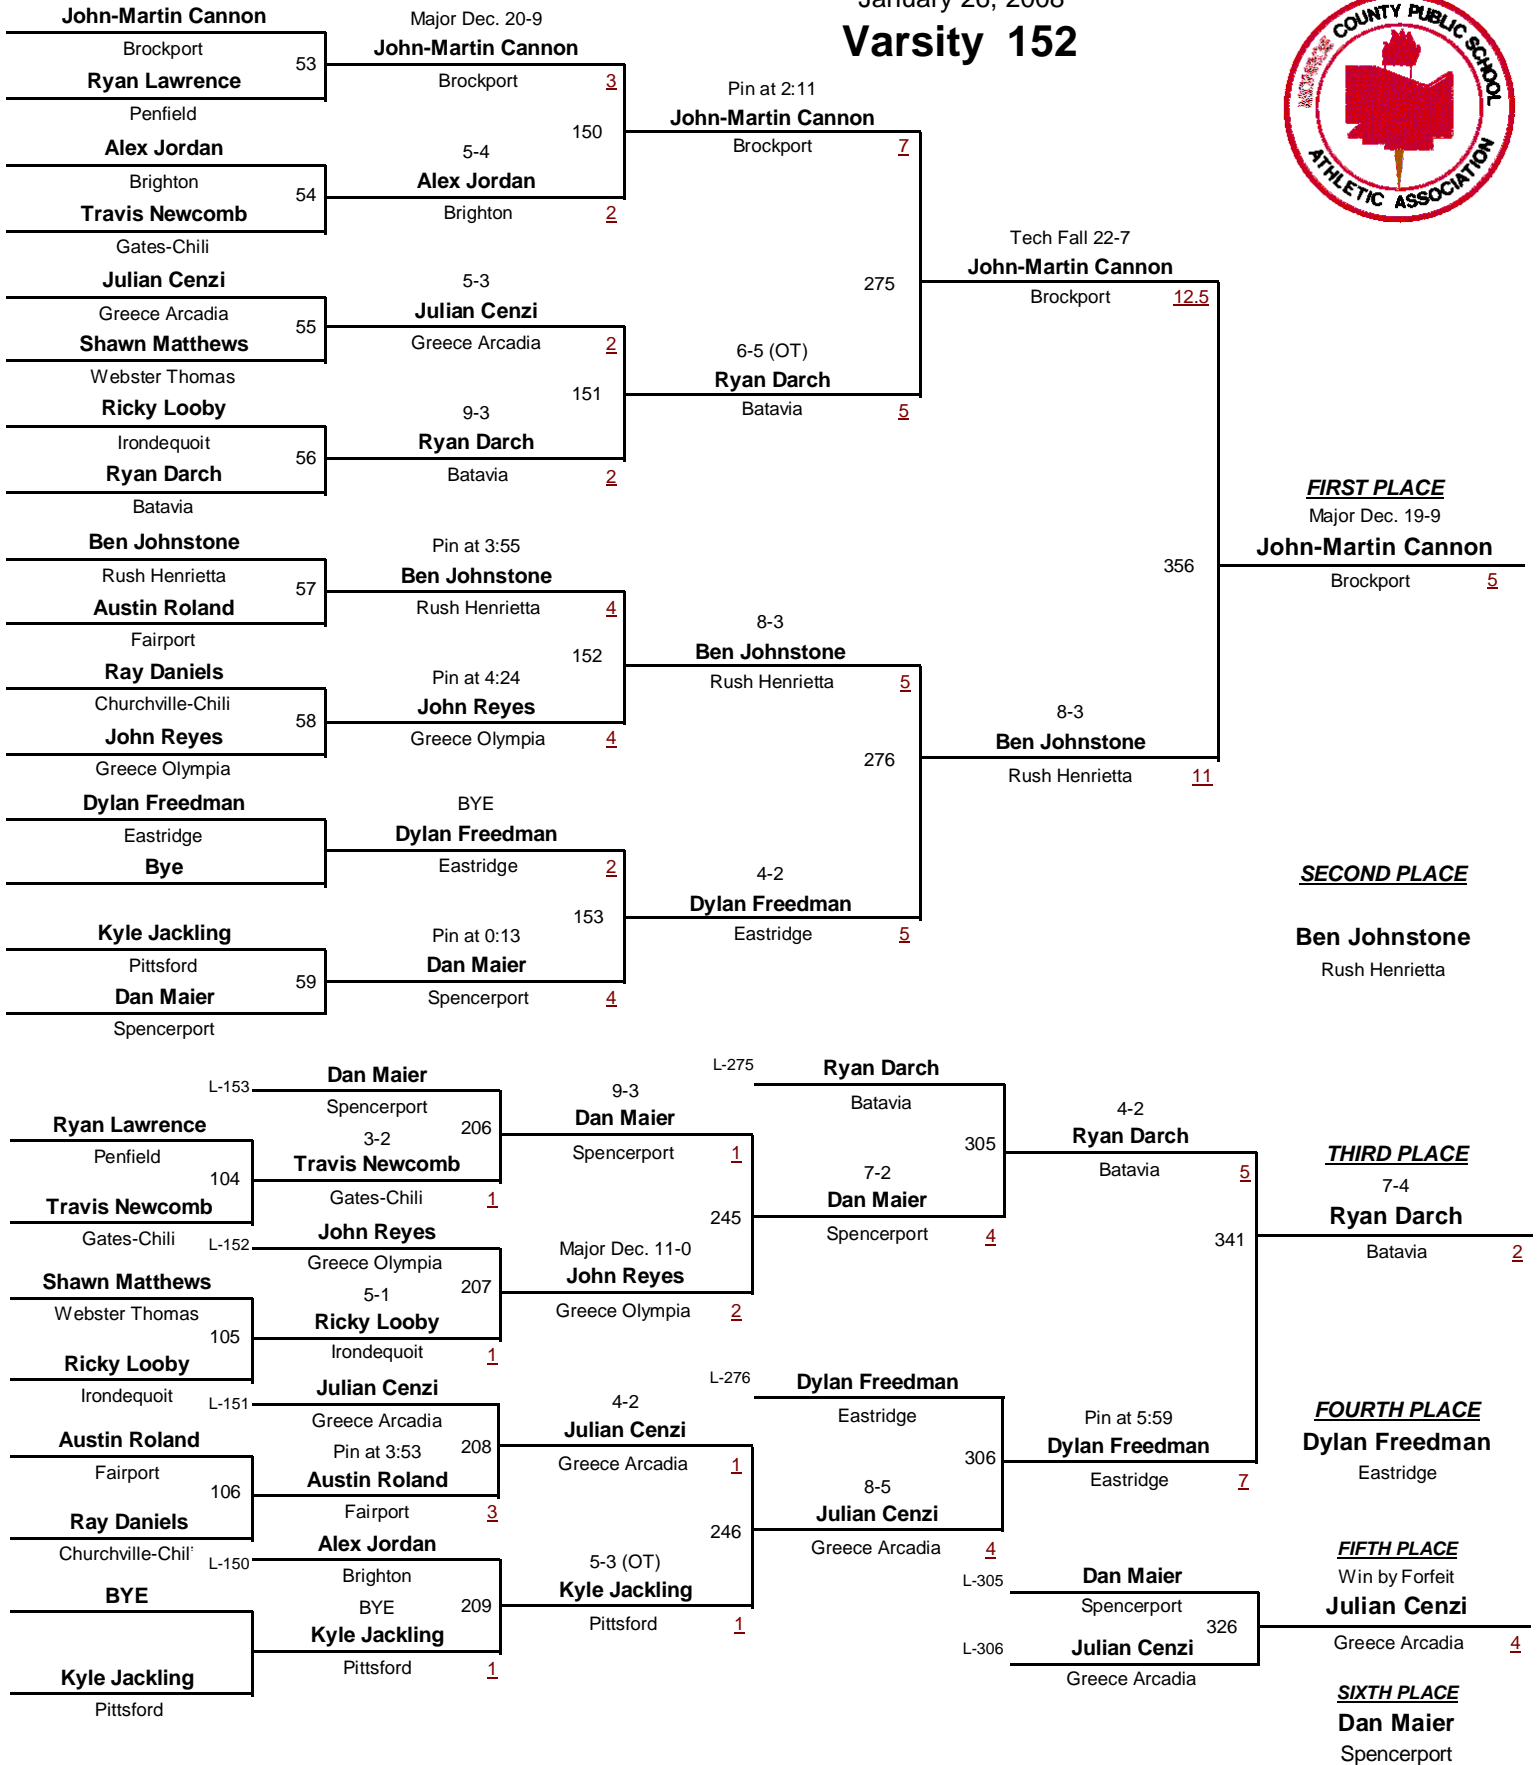 January 26, 2008
Varsity 152
COUNTY PUBLIC SCHOOL
ATHLETIC ASSOCIATION
John-Martin Cannon
Brockport
53
Ryan Lawrence
Penfield
Alex Jordan
Brighton
54
Travis Newcomb
Gates-Chili
Julian Cenzi
Greece Arcadia
55
Shawn Matthews
Webster Thomas
Ricky Looby
Irondequoit
56
Ryan Darch
Batavia
Ben Johnstone
Rush Henrietta
57
Austin Roland
Fairport
Ray Daniels
Churchville-Chili
58
John Reyes
Greece Olympia
Dylan Freedman
Eastridge
Bye
Kyle Jackling
Pittsford
59
Dan Maier
Spencerport
Major Dec. 20-9
John-Martin Cannon
Brockport 3
150
5-4
Alex Jordan
Brighton 2
5-3
Julian Cenzi
Greece Arcadia 2
151
9-3
Ryan Darch
Batavia 2
Pin at 3:55
Ben Johnstone
Rush Henrietta 4
152
Pin at 4:24
John Reyes
Greece Olympia 4
BYE
Dylan Freedman
Eastridge 2
153
Pin at 0:13
Dan Maier
Spencerport 4
Pin at 2:11
John-Martin Cannon
Brockport 7
275
6-5 (OT)
Ryan Darch
Batavia 5
8-3
Ben Johnstone
Rush Henrietta 5
276
4-2
Dylan Freedman
Eastridge 5
Tech Fall 22-7
John-Martin Cannon
Brockport 12.5
356
8-3
Ben Johnstone
Rush Henrietta 11
FIRST PLACE
Major Dec. 19-9
John-Martin Cannon
Brockport 5
SECOND PLACE
Ben Johnstone
Rush Henrietta
Ryan Lawrence
Penfield
104
Travis Newcomb
Gates-Chili
Shawn Matthews
Webster Thomas
105
Ricky Looby
Irondequoit
Austin Roland
Fairport
106
Ray Daniels
Churchville-Chil
BYE
Kyle Jackling
Pittsford
L-153
Dan Maier
Spencerport
206
3-2
Travis Newcomb
Gates-Chili 1
L-152
John Reyes
Greece Olympia
207
5-1
Ricky Looby
Irondequoit 1
L-151
Julian Cenzi
Greece Arcadia
208
Pin at 3:53
Austin Roland
Fairport 3
L-150
Alex Jordan
Brighton
209
BYE
Kyle Jackling
Pittsford 1
9-3
Dan Maier
Spencerport 1
245
Major Dec. 11-0
John Reyes
Greece Olympia 2
4-2
Julian Cenzi
Greece Arcadia 1
246
5-3 (OT)
Kyle Jackling
Pittsford 1
L-275
Ryan Darch
Batavia
305
7-2
Dan Maier
Spencerport 4
L-276
Dylan Freedman
Eastridge
306
8-5
Julian Cenzi
Greece Arcadia 4
4-2
Ryan Darch
Batavia 5
341
Pin at 5:59
Dylan Freedman
Eastridge 7
L-305
Dan Maier
Spencerport
326
L-306
Julian Cenzi
Greece Arcadia
THIRD PLACE
7-4
Ryan Darch
Batavia 2
FOURTH PLACE
Dylan Freedman
Eastridge
FIFTH PLACE
Win by Forfeit
Julian Cenzi
Greece Arcadia 4
SIXTH PLACE
Dan Maier
Spencerport